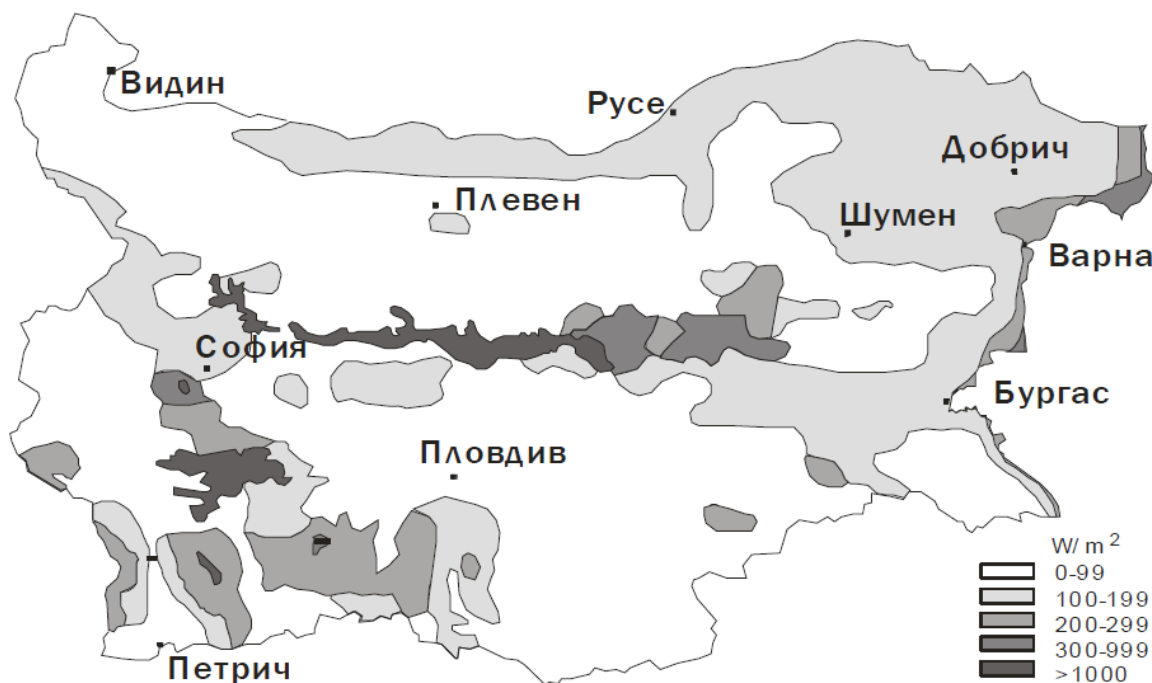 Видин
Русе
Добрич
Плевен
Шумен
Варна
София
Бургас
Пловдив
W/m²
0-99
100-199
200-299
300-999
>1000
Петрич